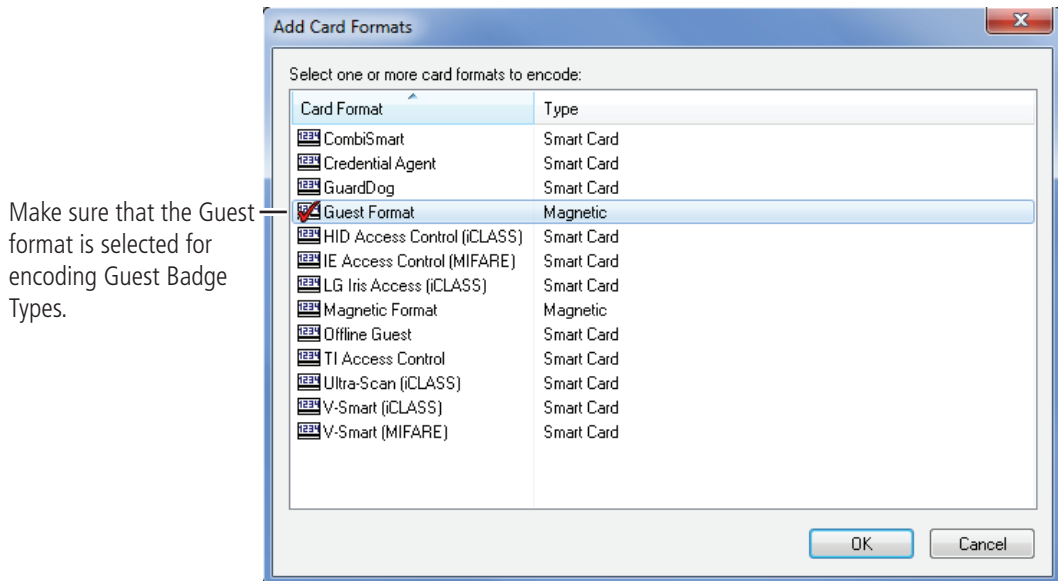 Add Card Formats
Select one or more card formats to encode:
Card Format Type
CombiSmart Smart Card
Credential Agent Smart Card
GuardDog Smart Card
Guest Format Magnetic
HID Access Control (iCLASS) Smart Card
IE Access Control (MIFARE) Smart Card
LG Iris Access (iCLASS) Smart Card
Magnetic Format Magnetic
Offline Guest Smart Card
TI Access Control Smart Card
Ultra-Scan (iCLASS) Smart Card
V-Smart (iCLASS) Smart Card
V-Smart (MIFARE) Smart Card
Make sure that the Guest
format is selected for
encoding Guest Badge
Types.
OK Cancel